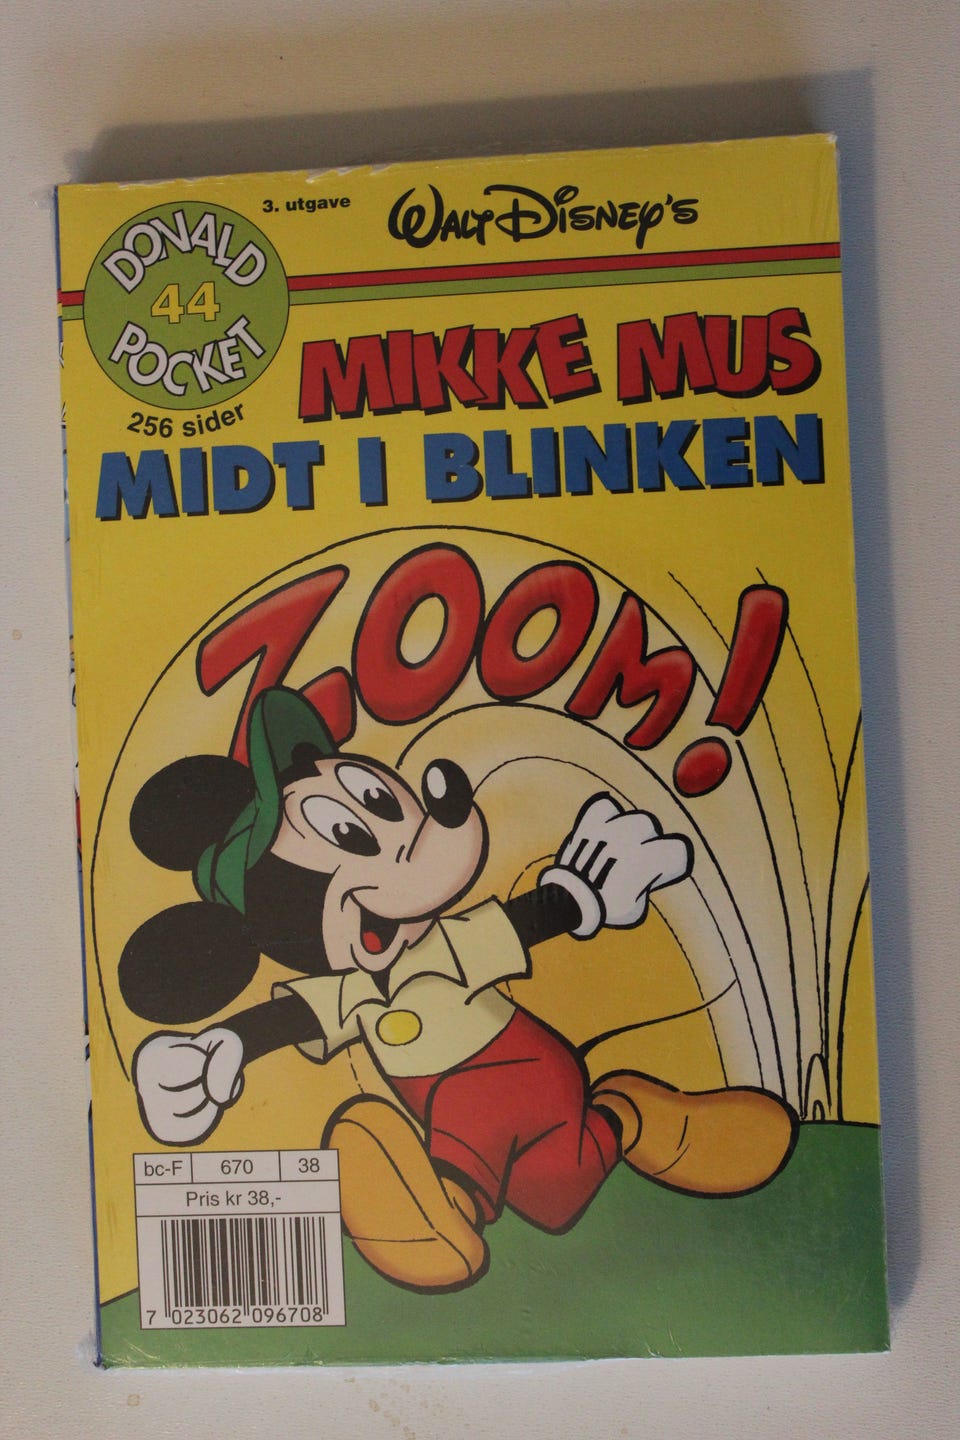 3. utgave
WALT DISNEY'S
DONALD
44
POCKET
256 sider
MIKKE MUS
MIDT I BLINKEN
ZOOM!
bc-F 670 38
Pris kr 38,-
7 023062 096708